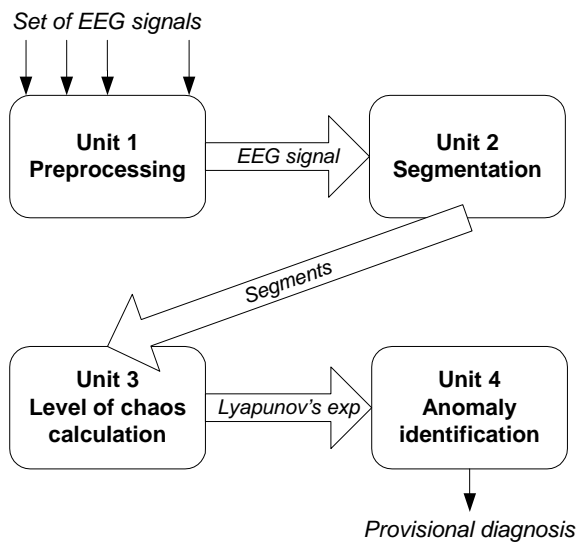 Set of EEG signals
Unit 1
Preprocessing
EEG signal
Unit 2
Segmentation
Segments
Unit 3
Level of chaos
calculation
Lyapunov's exp
Unit 4
Anomaly
identification
Provisional diagnosis